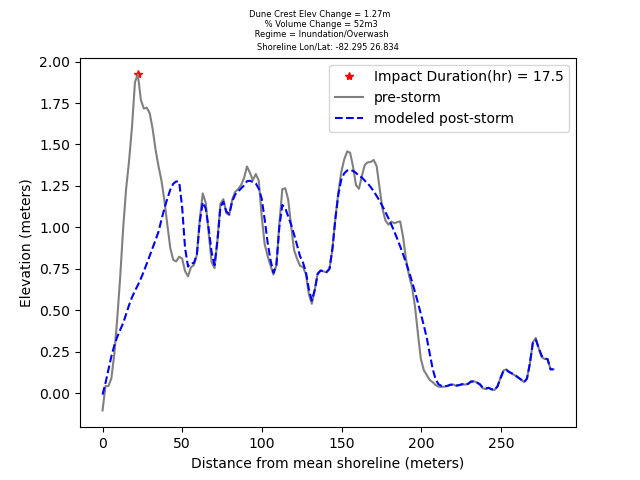 Dune Crest Elev Change = 1.27m
% Volume Change = 52m3
Regime = Inundation/Overwash
Shoreline Lon/Lat: -82.295 26.834
Impact Duration(hr) = 17.5
pre-storm
modeled post-storm
2.00
1.75
1.50
1.25
1.00
0.75
0.50
0.25
0.00
Elevation (meters)
0
50
100
150
200
250
Distance from mean shoreline (meters)